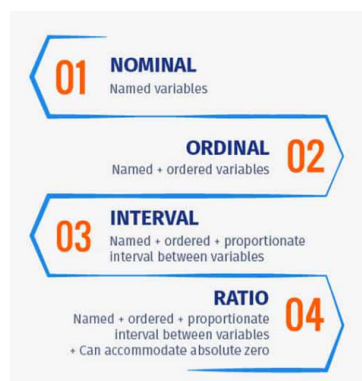 01
NOMINAL
Named variables
ORDINAL
02
Named + ordered variables
INTERVAL
03
Named + ordered + proportionate
interval between variables
RATIO
04
Named + ordered + proportionate
interval between variables
+ Can accommodate absolute zero